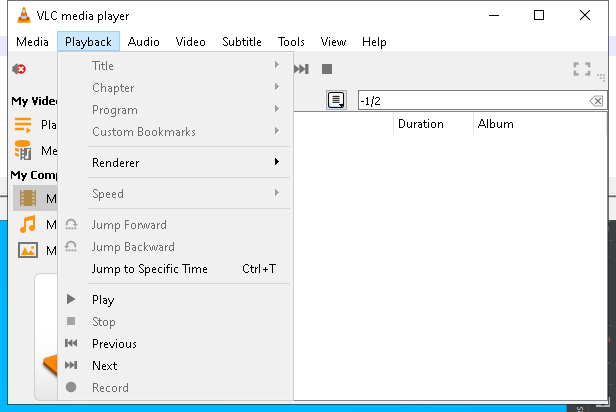 VLC media player
Media Playback Audio Video Subtitle Tools View Help
Title
Chapter
Program
Custom Bookmarks
Renderer
Speed
Jump Forward
Jump Backward
Jump to Specific Time Ctrl+T
Play
Stop
Previous
Next
Record
-1/2
Duration Album
My Vide
Pla
Me
My Comp
M
M
M